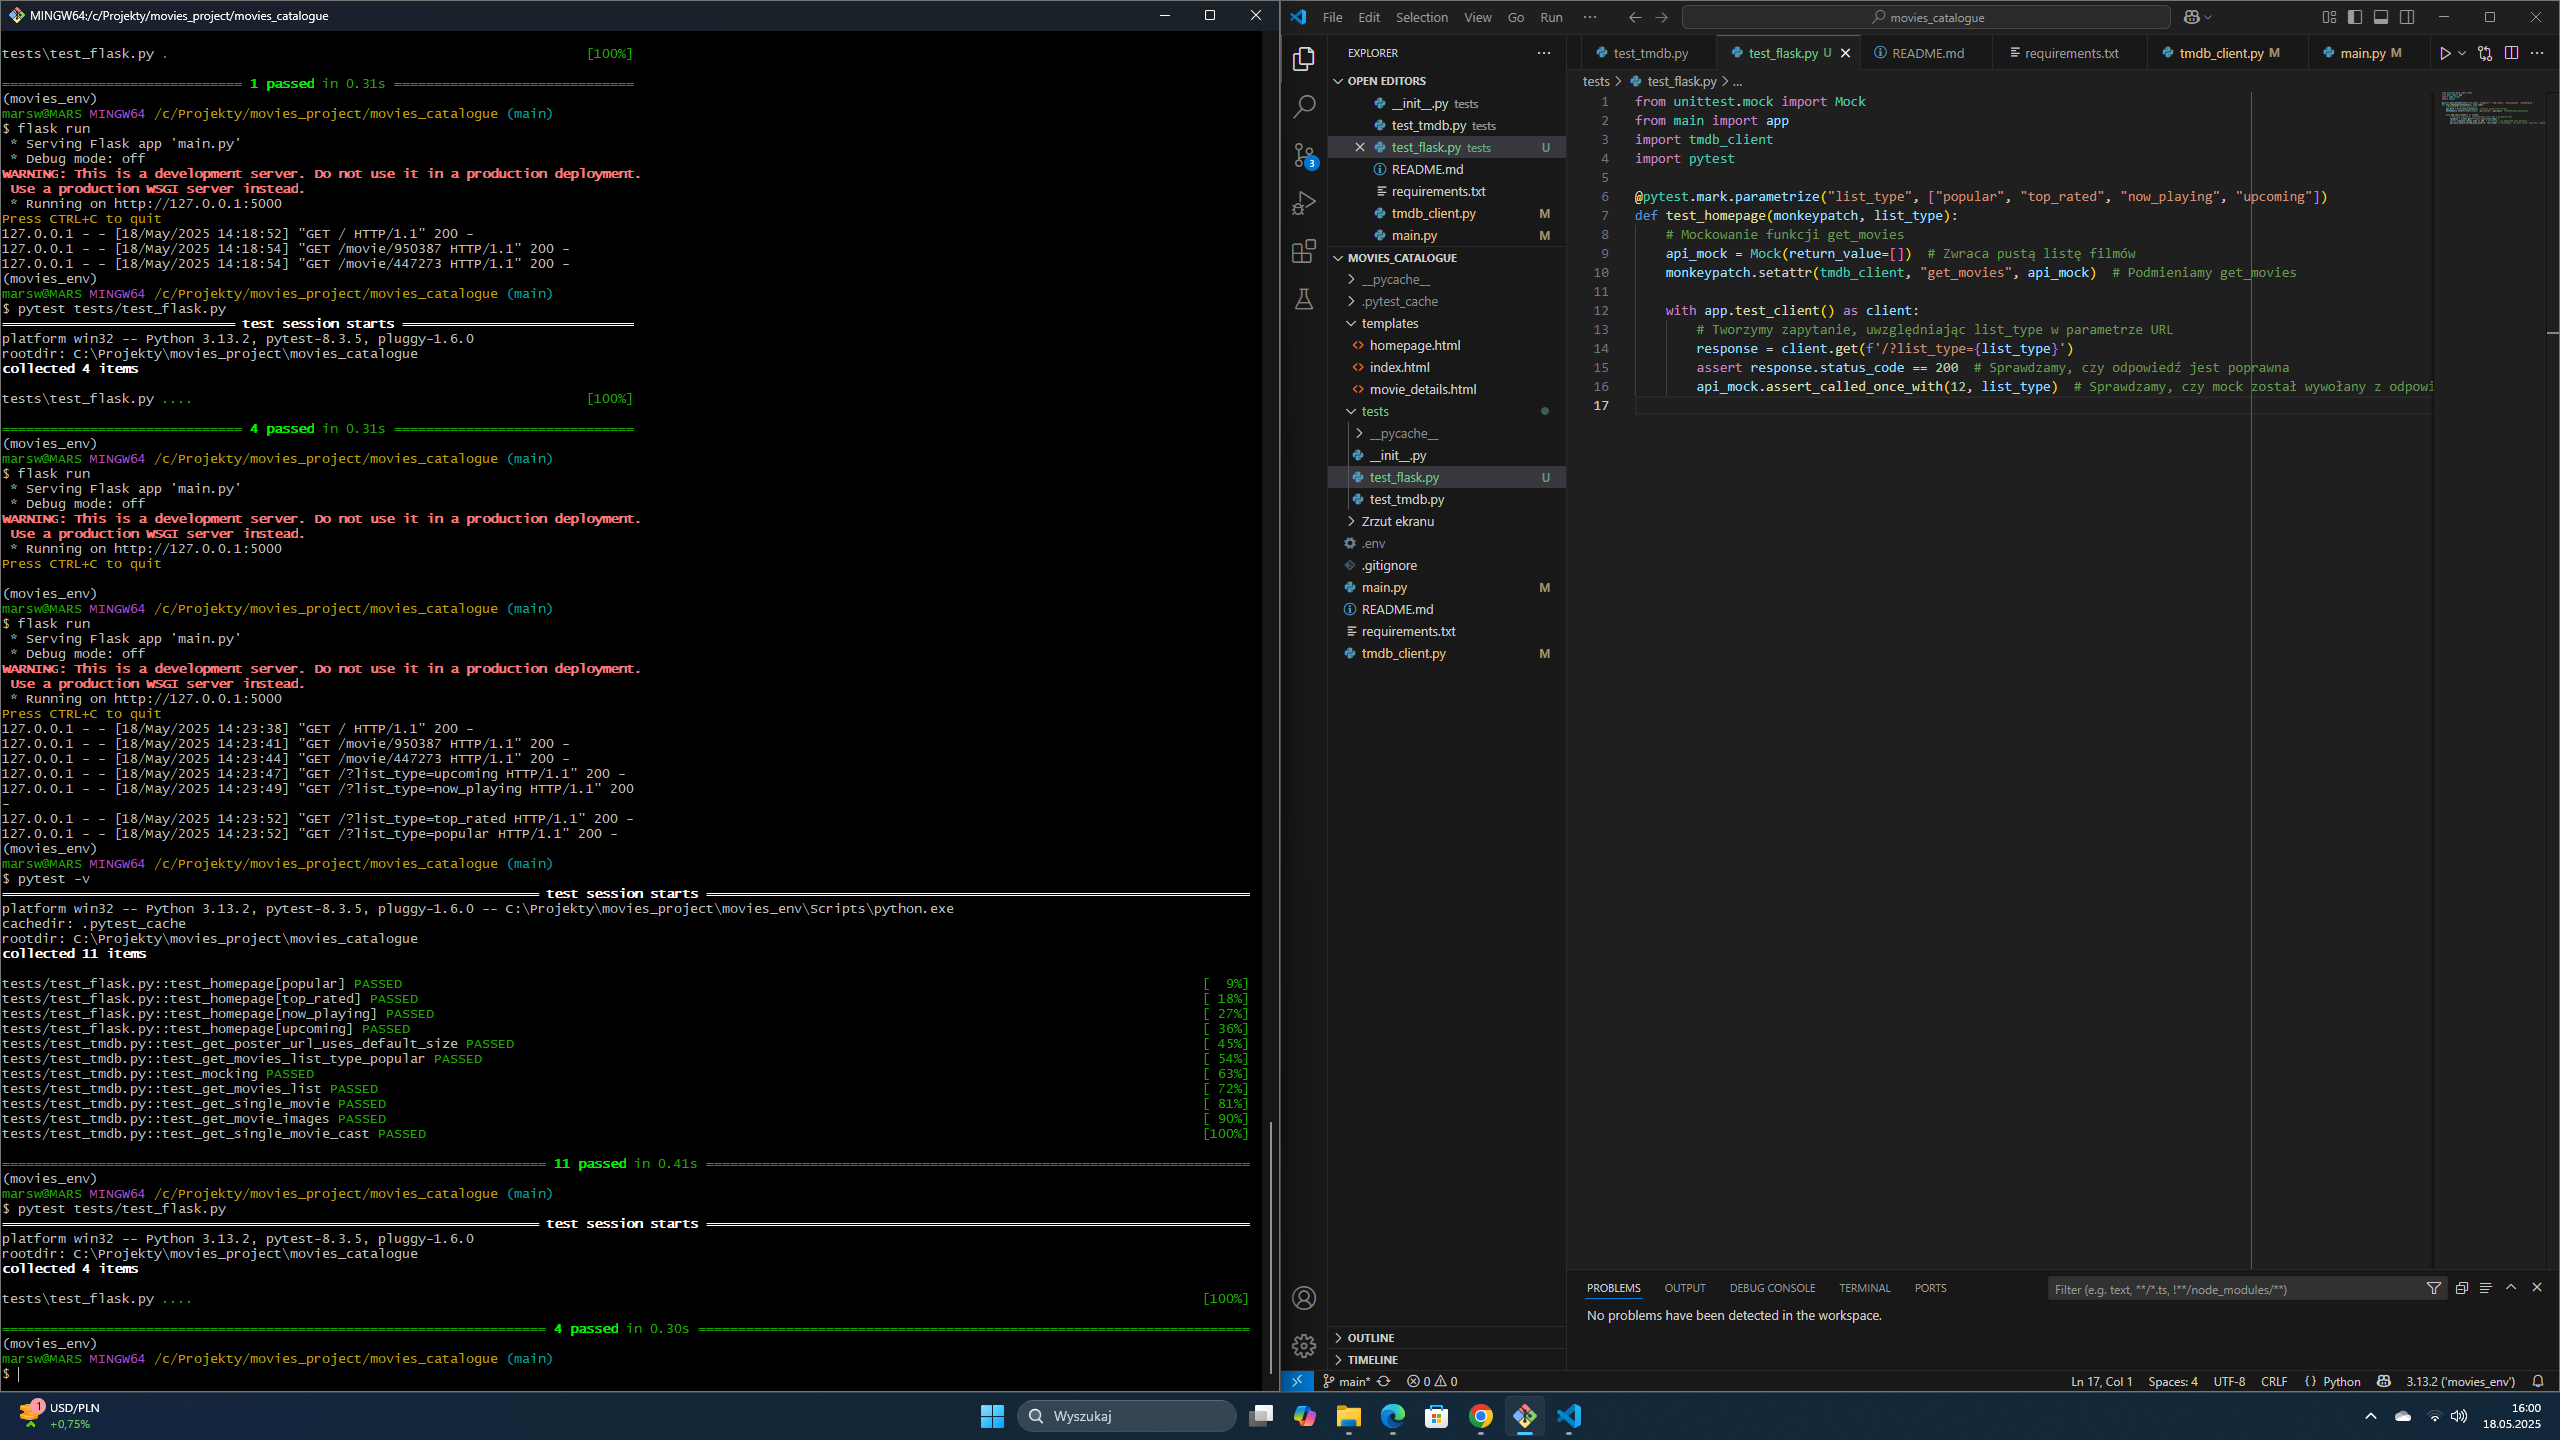 MINGW64:/c/Projekty/movies_project/movies_catalogue
tests\test_flask.py . [100%]
============================== 1 passed in 0.31s ==============================
(movies_env)
marsw@MARS MINGW64 /c/Projekty/movies_project/movies_catalogue (main)
$ flask run
 * Serving Flask app 'main.py'
 * Debug mode: off
WARNING: This is a development server. Do not use it in a production deployment.
 Use a production WSGI server instead.
 * Running on http://127.0.0.1:5000
Press CTRL+C to quit
127.0.0.1 - - [18/May/2025 14:18:52] "GET / HTTP/1.1" 200 -
127.0.0.1 - - [18/May/2025 14:18:54] "GET /movie/950387 HTTP/1.1" 200 -
127.0.0.1 - - [18/May/2025 14:18:54] "GET /movie/447273 HTTP/1.1" 200 -
(movies_env)
marsw@MARS MINGW64 /c/Projekty/movies_project/movies_catalogue (main)
$ pytest tests/test_flask.py
============================= test session starts =============================
platform win32 -- Python 3.13.2, pytest-8.3.5, pluggy-1.6.0
rootdir: C:\Projekty\movies_project\movies_catalogue
collected 4 items
tests\test_flask.py .... [100%]
============================== 4 passed in 0.31s ==============================
(movies_env)
marsw@MARS MINGW64 /c/Projekty/movies_project/movies_catalogue (main)
$ flask run
 * Serving Flask app 'main.py'
 * Debug mode: off
WARNING: This is a development server. Do not use it in a production deployment.
 Use a production WSGI server instead.
 * Running on http://127.0.0.1:5000
Press CTRL+C to quit
(movies_env)
marsw@MARS MINGW64 /c/Projekty/movies_project/movies_catalogue (main)
$ flask run
 * Serving Flask app 'main.py'
 * Debug mode: off
WARNING: This is a development server. Do not use it in a production deployment.
 Use a production WSGI server instead.
 * Running on http://127.0.0.1:5000
Press CTRL+C to quit
127.0.0.1 - - [18/May/2025 14:23:38] "GET / HTTP/1.1" 200 -
127.0.0.1 - - [18/May/2025 14:23:41] "GET /movie/950387 HTTP/1.1" 200 -
127.0.0.1 - - [18/May/2025 14:23:44] "GET /movie/447273 HTTP/1.1" 200 -
127.0.0.1 - - [18/May/2025 14:23:47] "GET /?list_type=upcoming HTTP/1.1" 200 -
127.0.0.1 - - [18/May/2025 14:23:49] "GET /?list_type=now_playing HTTP/1.1" 200
-
127.0.0.1 - - [18/May/2025 14:23:52] "GET /?list_type=top_rated HTTP/1.1" 200 -
127.0.0.1 - - [18/May/2025 14:23:52] "GET /?list_type=popular HTTP/1.1" 200 -
(movies_env)
marsw@MARS MINGW64 /c/Projekty/movies_project/movies_catalogue (main)
$ pytest -v
============================= test session starts =============================
platform win32 -- Python 3.13.2, pytest-8.3.5, pluggy-1.6.0 -- C:\Projekty\movies_project\movies_env\Scripts\python.exe
cachedir: .pytest_cache
rootdir: C:\Projekty\movies_project\movies_catalogue
collected 11 items
tests/test_flask.py::test_homepage[popular] PASSED [  9%]
tests/test_flask.py::test_homepage[top_rated] PASSED [ 18%]
tests/test_flask.py::test_homepage[now_playing] PASSED [ 27%]
tests/test_flask.py::test_homepage[upcoming] PASSED [ 36%]
tests/test_tmdb.py::test_get_poster_url_uses_default_size PASSED [ 45%]
tests/test_tmdb.py::test_get_movies_list_type_popular PASSED [ 54%]
tests/test_tmdb.py::test_mocking PASSED [ 63%]
tests/test_tmdb.py::test_get_movies_list PASSED [ 72%]
tests/test_tmdb.py::test_get_single_movie PASSED [ 81%]
tests/test_tmdb.py::test_get_movie_images PASSED [ 90%]
tests/test_tmdb.py::test_get_single_movie_cast PASSED [100%]
============================= 11 passed in 0.41s =============================
(movies_env)
marsw@MARS MINGW64 /c/Projekty/movies_project/movies_catalogue (main)
$ pytest tests/test_flask.py
============================= test session starts =============================
platform win32 -- Python 3.13.2, pytest-8.3.5, pluggy-1.6.0
rootdir: C:\Projekty\movies_project\movies_catalogue
collected 4 items
tests\test_flask.py .... [100%]
============================== 4 passed in 0.30s ==============================
(movies_env)
marsw@MARS MINGW64 /c/Projekty/movies_project/movies_catalogue (main)
$
File Edit Selection View Go Run ···
movies_catalogue
EXPLORER
OPEN EDITORS
__init__.py tests
test_tmdb.py tests
test_flask.py tests U
README.md
requirements.txt
tmdb_client.py M
main.py M
MOVIES_CATALOGUE
__pycache__
.pytest_cache
templates
homepage.html
index.html
movie_details.html
tests
__pycache__
__init__.py
test_flask.py U
test_tmdb.py
Zrzut ekranu
.env
.gitignore
main.py M
README.md
requirements.txt
tmdb_client.py M
OUTLINE
TIMELINE
3
test_tmdb.py test_flask.py U README.md requirements.txt tmdb_client.py M main.py M
tests > test_flask.py > ...
1 from unittest.mock import Mock
2 from main import app
3 import tmdb_client
4 import pytest
5
6 @pytest.mark.parametrize("list_type", ["popular", "top_rated", "now_playing", "upcoming"])
7 def test_homepage(monkeypatch, list_type):
8     # Mockowanie funkcji get_movies
9     api_mock = Mock(return_value=[])  # Zwraca pustą listę filmów
10     monkeypatch.setattr(tmdb_client, "get_movies", api_mock)  # Podmieniamy get_movies
11
12     with app.test_client() as client:
13         # Tworzymy zapytanie, uwzględniając list_type w parametrze URL
14         response = client.get(f'/?list_type={list_type}')
15         assert response.status_code == 200  # Sprawdzamy, czy odpowiedź jest poprawna
16         api_mock.assert_called_once_with(12, list_type)  # Sprawdzamy, czy mock został wywołany z odpowi
17
PROBLEMS OUTPUT DEBUG CONSOLE TERMINAL PORTS
Filter (e.g. text, **/*.ts, !**/node_modules/**)
No problems have been detected in the workspace.
main* 0 0 Ln 17, Col 1 Spaces: 4 UTF-8 CRLF {} Python 3.13.2 ('movies_env')
1
USD/PLN
+0,75%
Wyszukaj
16:00
18.05.2025